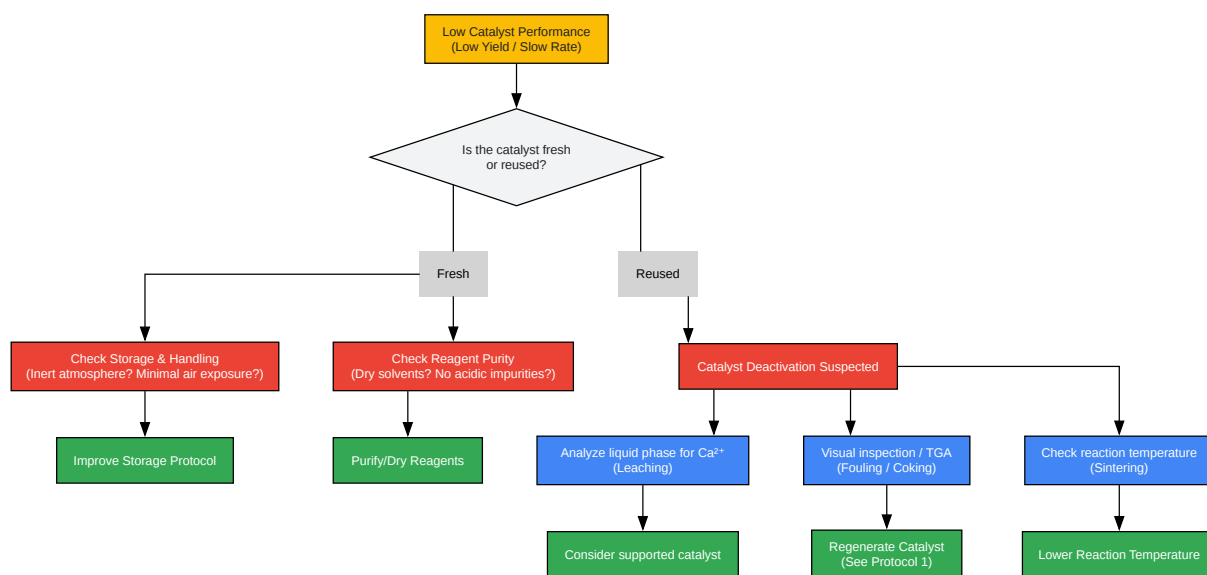 Low Catalyst Performance
(Low Yield / Slow Rate)
Is the catalyst fresh
or reused?
Fresh
Reused
Check Storage & Handling
(Inert atmosphere? Minimal air exposure?)
Check Reagent Purity
(Dry solvents? No acidic impurities?)
Catalyst Deactivation Suspected
Improve Storage Protocol
Purify/Dry Reagents
Analyze liquid phase for Ca²⁺
(Leaching)
Visual inspection / TGA
(Fouling / Coking)
Check reaction temperature
(Sintering)
Consider supported catalyst
Regenerate Catalyst
(See Protocol 1)
Lower Reaction Temperature